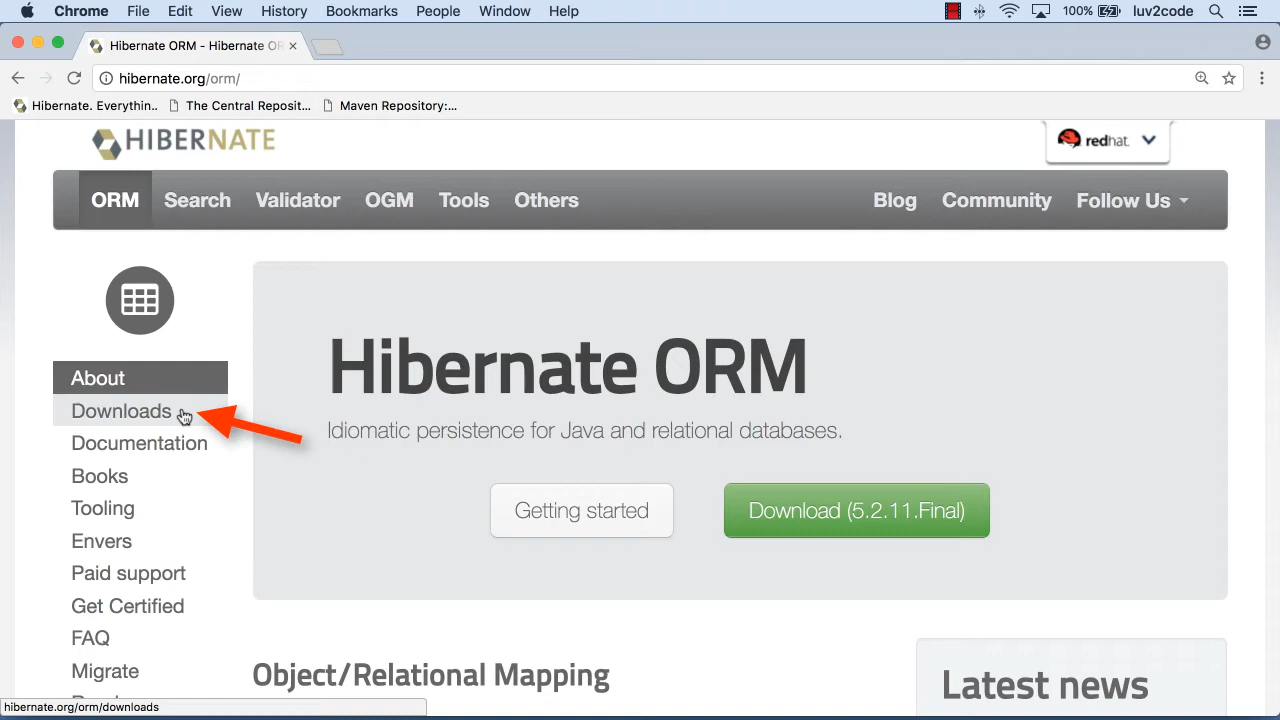 Chrome File Edit View History Bookmarks People Window Help 100% luv2code
Hibernate ORM - Hibernate OR
hibernate.org/orm/
Hibernate. Everythin.. The Central Reposit... Maven Repository:...
HIBERNATE
redhat.
ORM Search Validator OGM Tools Others Blog Community Follow Us
About
Downloads
Documentation
Books
Tooling
Envers
Paid support
Get Certified
FAQ
Migrate
Hibernate ORM
Idiomatic persistence for Java and relational databases.
Getting started Download (5.2.11.Final)
Object/Relational Mapping
Latest news
hibernate.org/orm/downloads